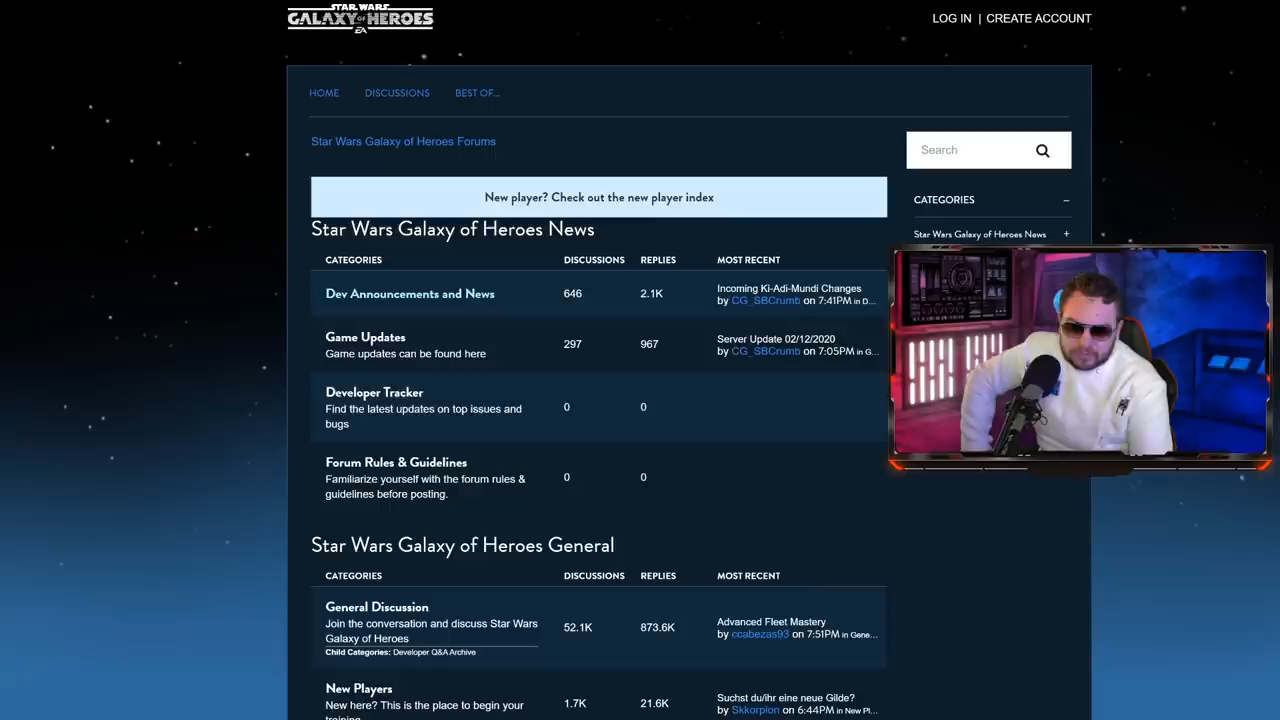 STAR WARS
GALAXY OF HEROES
EA
LOG IN | CREATE ACCOUNT
HOME DISCUSSIONS BEST OF...
Star Wars Galaxy of Heroes Forums
Search
New player? Check out the new player index
CATEGORIES –
Star Wars Galaxy of Heroes News +
Star Wars Galaxy of Heroes News
CATEGORIES DISCUSSIONS REPLIES MOST RECENT
Dev Announcements and News 646 2.1K Incoming Ki-Adi-Mundi Changes
by CG_SBCrumb on 7:41PM in D...
Game Updates 297 967 Server Update 02/12/2020
Game updates can be found here by CG_SBCrumb on 7:05PM in G...
Developer Tracker
Find the latest updates on top issues and 0 0
bugs
Forum Rules & Guidelines
Familiarize yourself with the forum rules & 0 0
guidelines before posting.
Star Wars Galaxy of Heroes General
CATEGORIES DISCUSSIONS REPLIES MOST RECENT
General Discussion
Join the conversation and discuss Star Wars 52.1K 873.6K Advanced Fleet Mastery
Galaxy of Heroes by ccabezas93 on 7:51PM in Gene...
Child Categories: Developer Q&A Archive
New Players
New here? This is the place to begin your 1.7K 21.6K Suchst du/ihr eine neue Gilde?
training by Skkorpion on 6:44PM in New Pl...